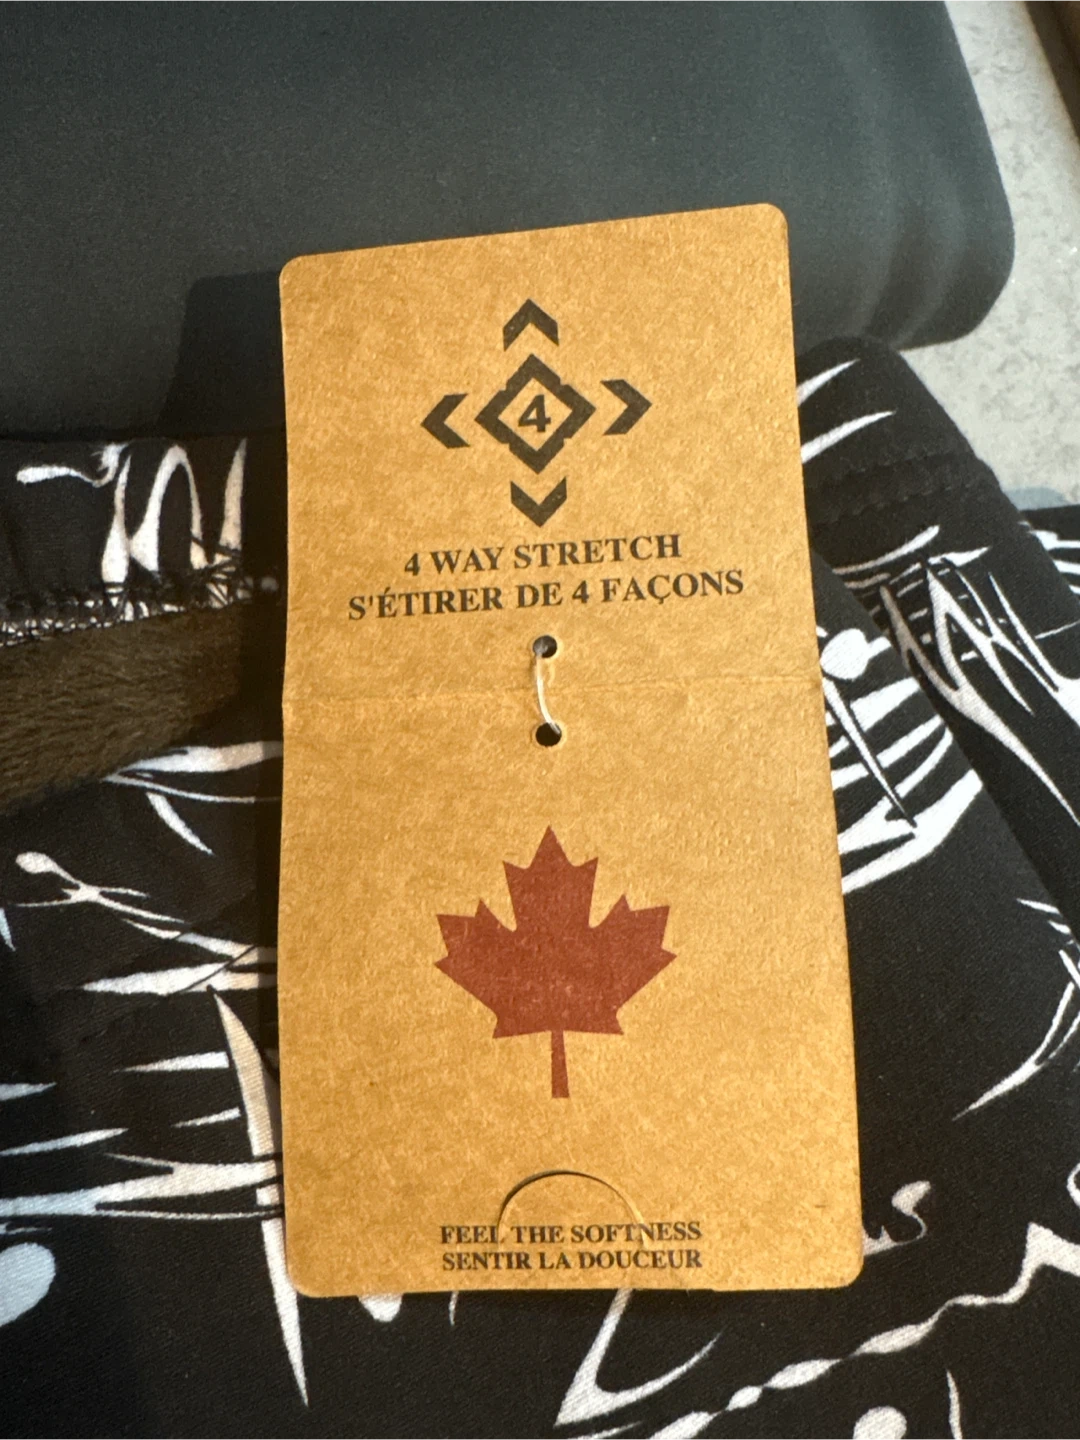 4
4 WAY STRETCH
S'ÉTIRER DE 4 FAÇONS
FEEL THE SOFTNESS
SENTIR LA DOUCEUR